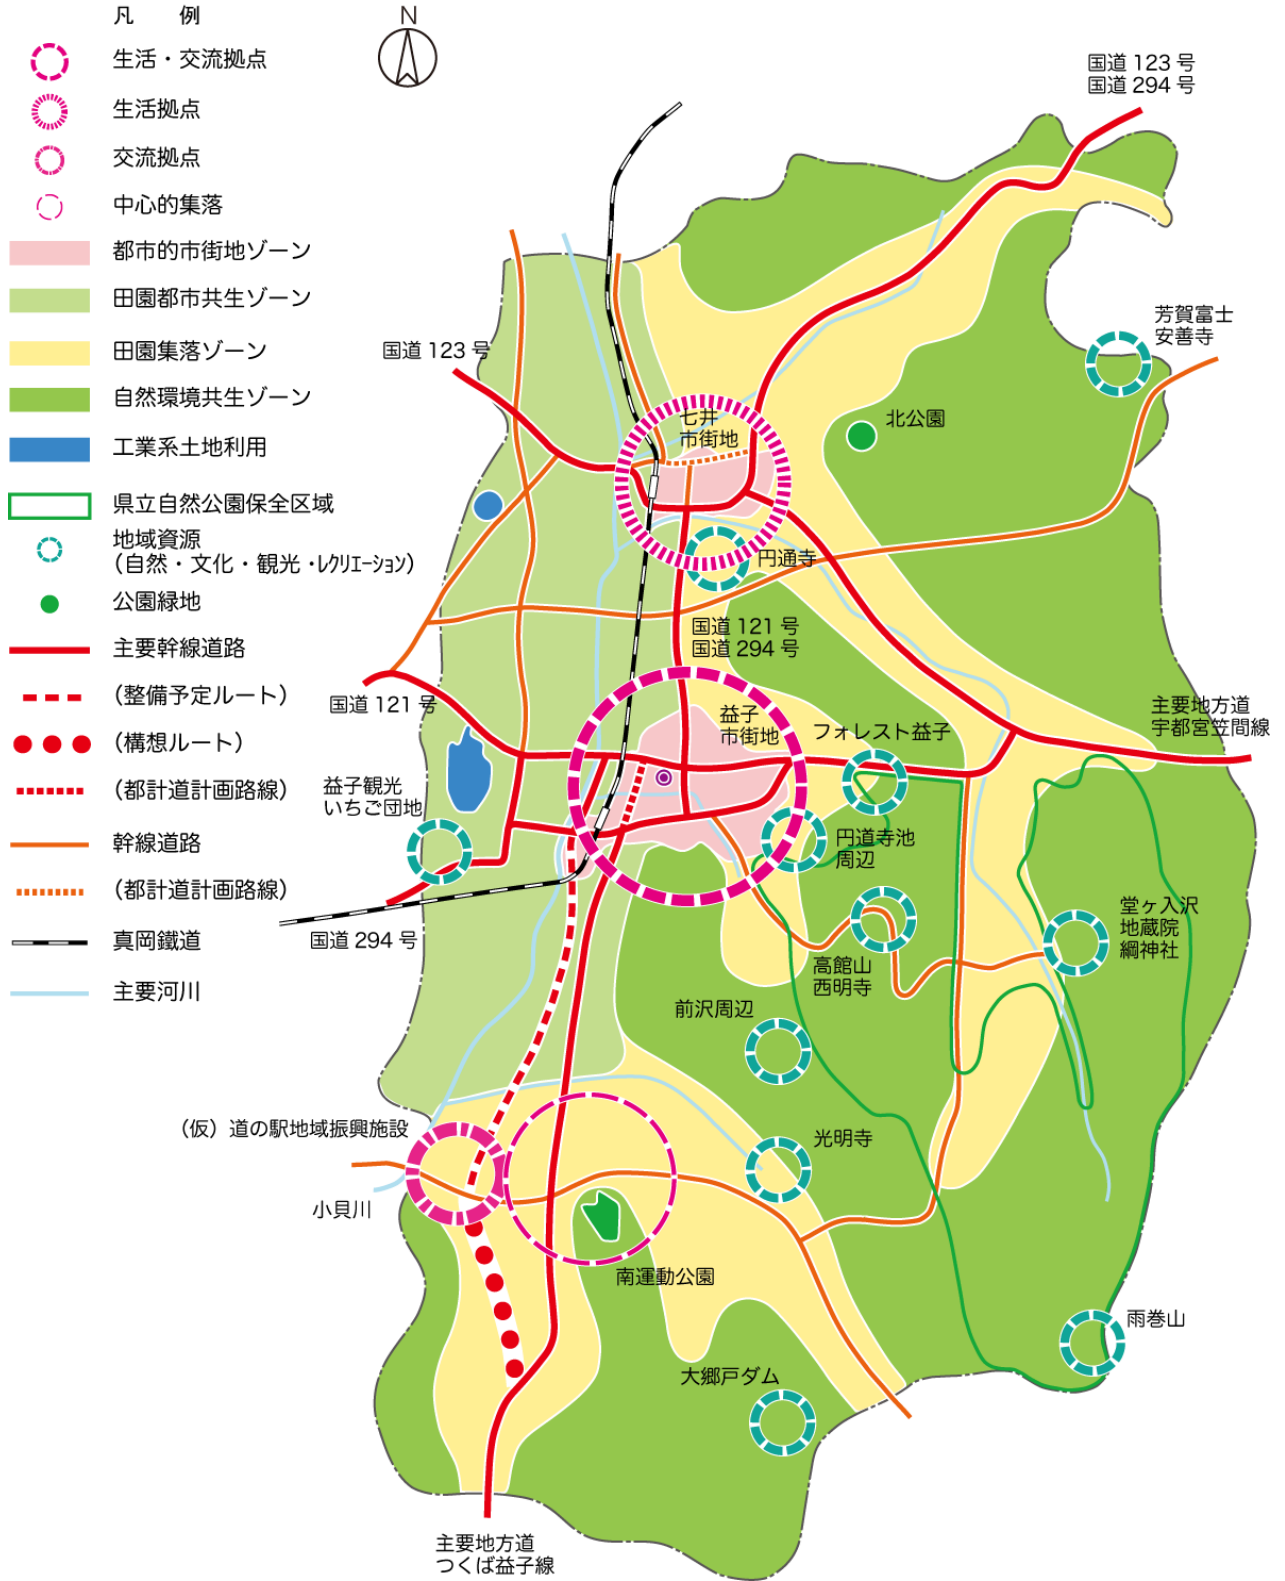 凡　例
生活・交流拠点
生活拠点
交流拠点
中心的集落
都市的市街地ゾーン
田園都市共生ゾーン
田園集落ゾーン
自然環境共生ゾーン
工業系土地利用
県立自然公園保全区域
地域資源
（自然・文化・観光・ﾚｸﾘｴｰｼｮﾝ）
公園緑地
主要幹線道路
（整備予定ルート）
（構想ルート）
（都計道計画路線）
幹線道路
（都計道計画路線）
真岡鐵道
主要河川
N
国道 123 号
国道 294 号
芳賀富士
安善寺
国道 123 号
七井
市街地
北公園
円通寺
国道 121 号
国道 294 号
国道 121 号
益子
市街地
フォレスト益子
主要地方道
宇都宮笠間線
益子観光
いちご団地
円道寺池
周辺
堂ヶ入沢
地蔵院
綱神社
国道 294 号
高館山
西明寺
前沢周辺
（仮）道の駅地域振興施設
光明寺
小貝川
南運動公園
雨巻山
大郷戸ダム
主要地方道
つくば益子線